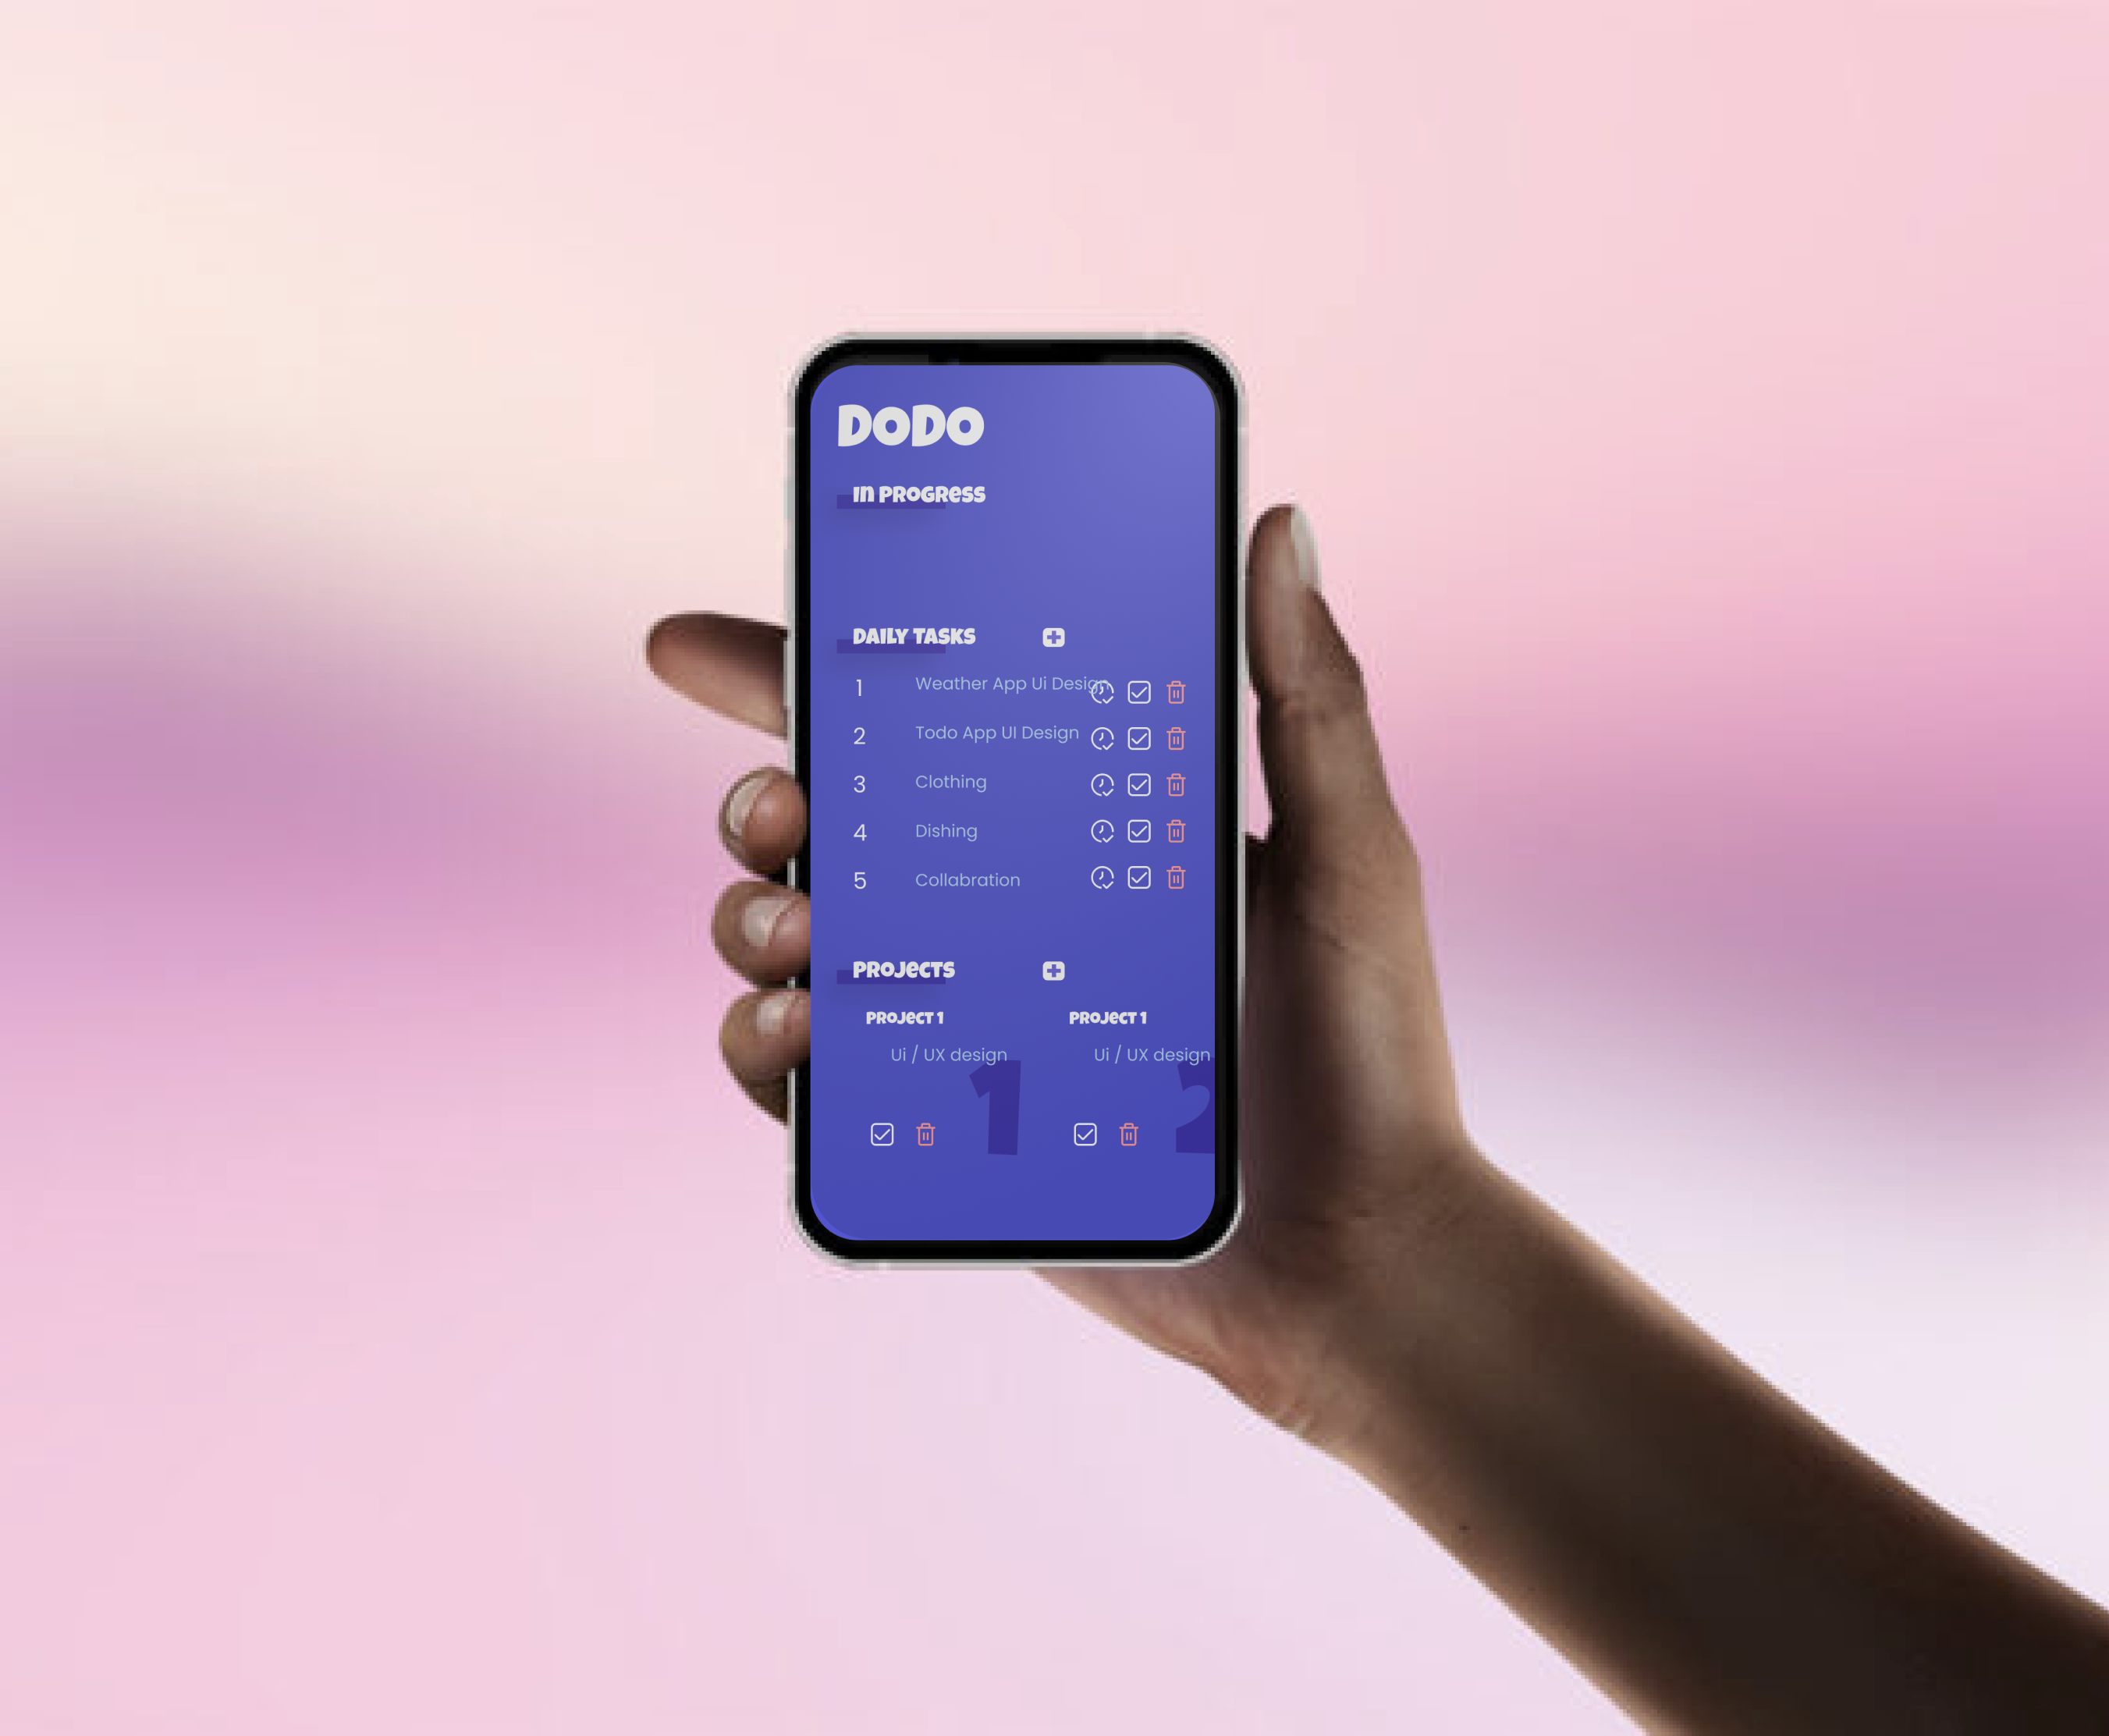 DODO
In Progress
Daily Tasks
1 Weather App Ui Design
2 Todo App UI Design
3 Clothing
4 Dishing
5 Collabration
Projects
Project 1 Project 1
Ui / UX design Ui / UX design
1 2